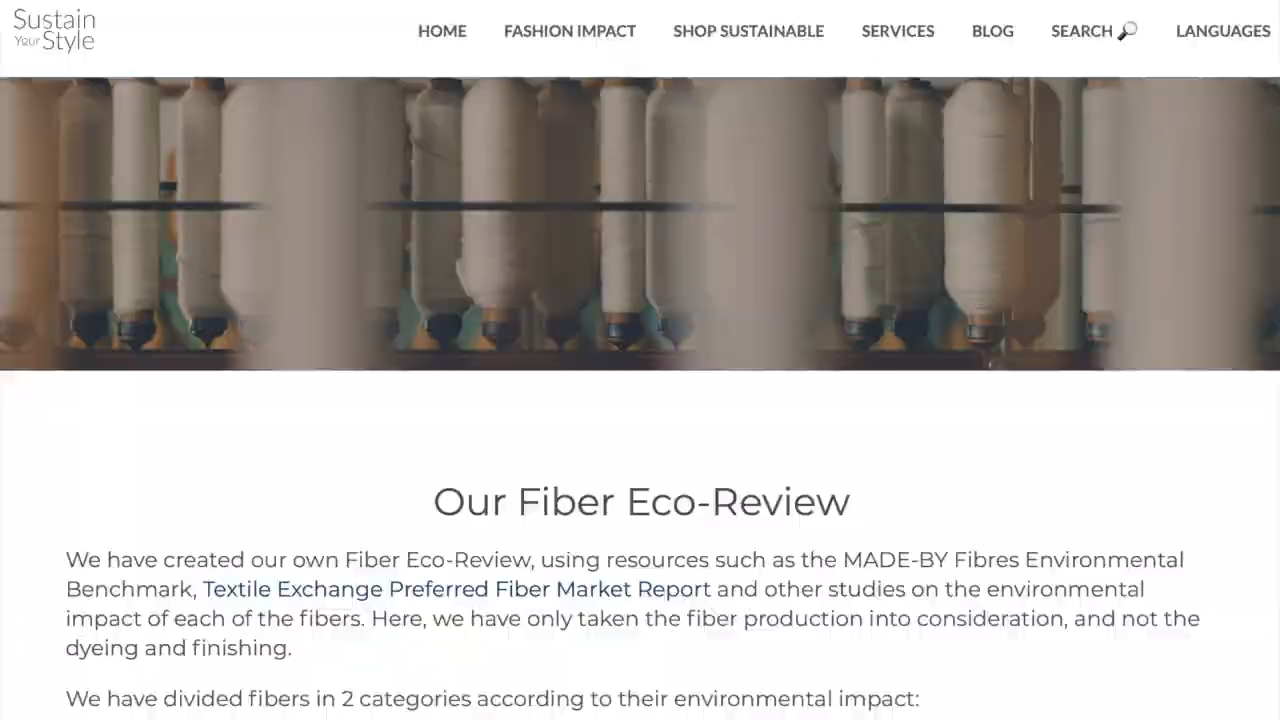 Sustain
Your Style
HOME FASHION IMPACT SHOP SUSTAINABLE SERVICES BLOG SEARCH LANGUAGES
Our Fiber Eco-Review
We have created our own Fiber Eco-Review, using resources such as the MADE-BY Fibres Environmental
Benchmark, Textile Exchange Preferred Fiber Market Report and other studies on the environmental
impact of each of the fibers. Here, we have only taken the fiber production into consideration, and not the
dyeing and finishing.
We have divided fibers in 2 categories according to their environmental impact: